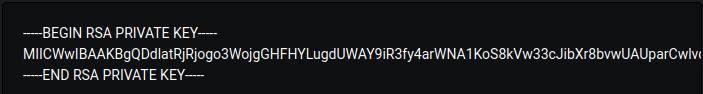 -----BEGIN RSA PRIVATE KEY-----
MIICWwIBAAKBgQDdlatRjRjogo3WojgGHFHYLugdUWAY9iR3fy4arWNA1KoS8kVw33cJibXr8bvwUAUparCwlv
-----END RSA PRIVATE KEY-----